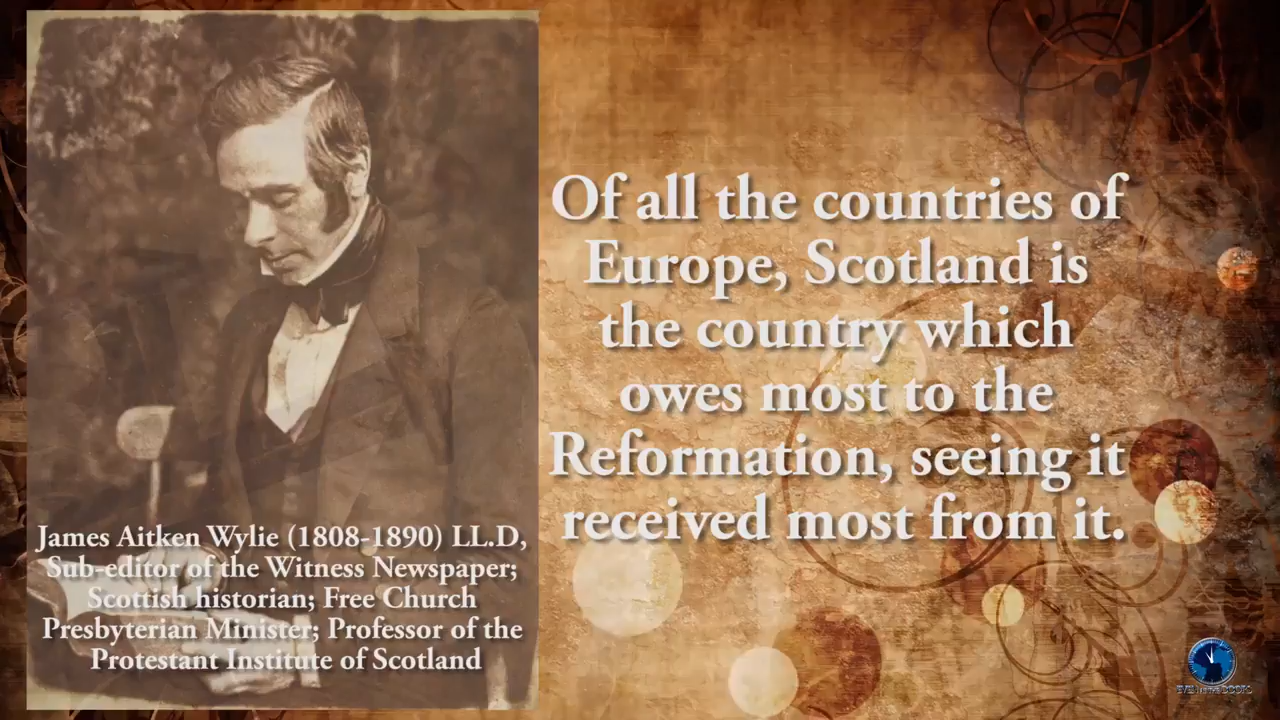 Of all the countries of
Europe, Scotland is
the country which
owes most to the
Reformation, seeing it
received most from it.
James Aitken Wylie (1808-1890) LL.D,
Sub-editor of the Witness Newspaper;
Scottish historian; Free Church
Presbyterian Minister; Professor of the
Protestant Institute of Scotland